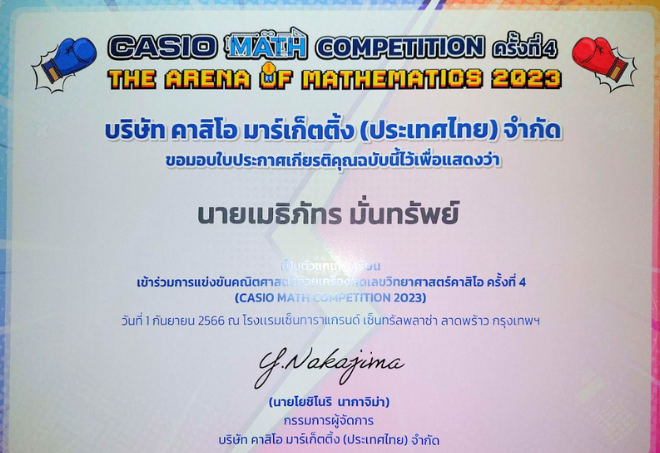 CASIO MATH COMPETITION ครั้งที่ 4
THE ARENA OF MATHEMATICS 2023
บริษัท คาสิโอ มาร์เก็ตติ้ง (ประเทศไทย) จำกัด
ขอมอบใบประกาศเกียรติคุณฉบับนี้ไว้เพื่อแสดงว่า
นายเมธิภัทร มั่นทรัพย์
เข้าร่วมการแข่งขันคณิตศาสตร์ด้วยเครื่องคิดเลขวิทยาศาสตร์คาสิโอ ครั้งที่ 4
(CASIO MATH COMPETITION 2023)
วันที่ 1 กันยายน 2566 ณ โรงแรมเซ็นทาราแกรนด์ เซ็นทรัลพลาซ่า ลาดพร้าว กรุงเทพฯ
Y. Nakajima
(นายโยชิโนริ นากาจิม่า)
กรรมการผู้จัดการ
บริษัท คาสิโอ มาร์เก็ตติ้ง (ประเทศไทย) จำกัด